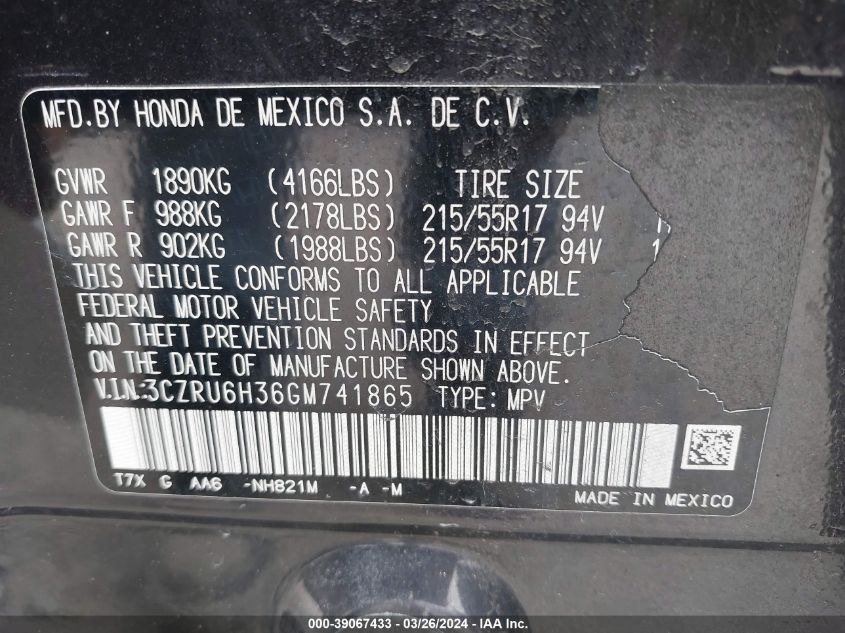 MFD.BY HONDA DE MEXICO S.A. DE C.V.
GVWR 1890KG (4166LBS) TIRE SIZE
GAWR F 988KG (2178LBS) 215/55R17 94V
GAWR R 902KG (1988LBS) 215/55R17 94V
THIS VEHICLE CONFORMS TO ALL APPLICABLE
FEDERAL MOTOR VEHICLE SAFETY
AND THEFT PREVENTION STANDARDS IN EFFECT
ON THE DATE OF MANUFACTURE SHOWN ABOVE.
V.I.N.:3CZRU6H36GM741865 TYPE: MPV
T7X G AA6 -NH821M -A -M
MADE IN MEXICO
000-39067433 - 03/26/2024 - IAA Inc.